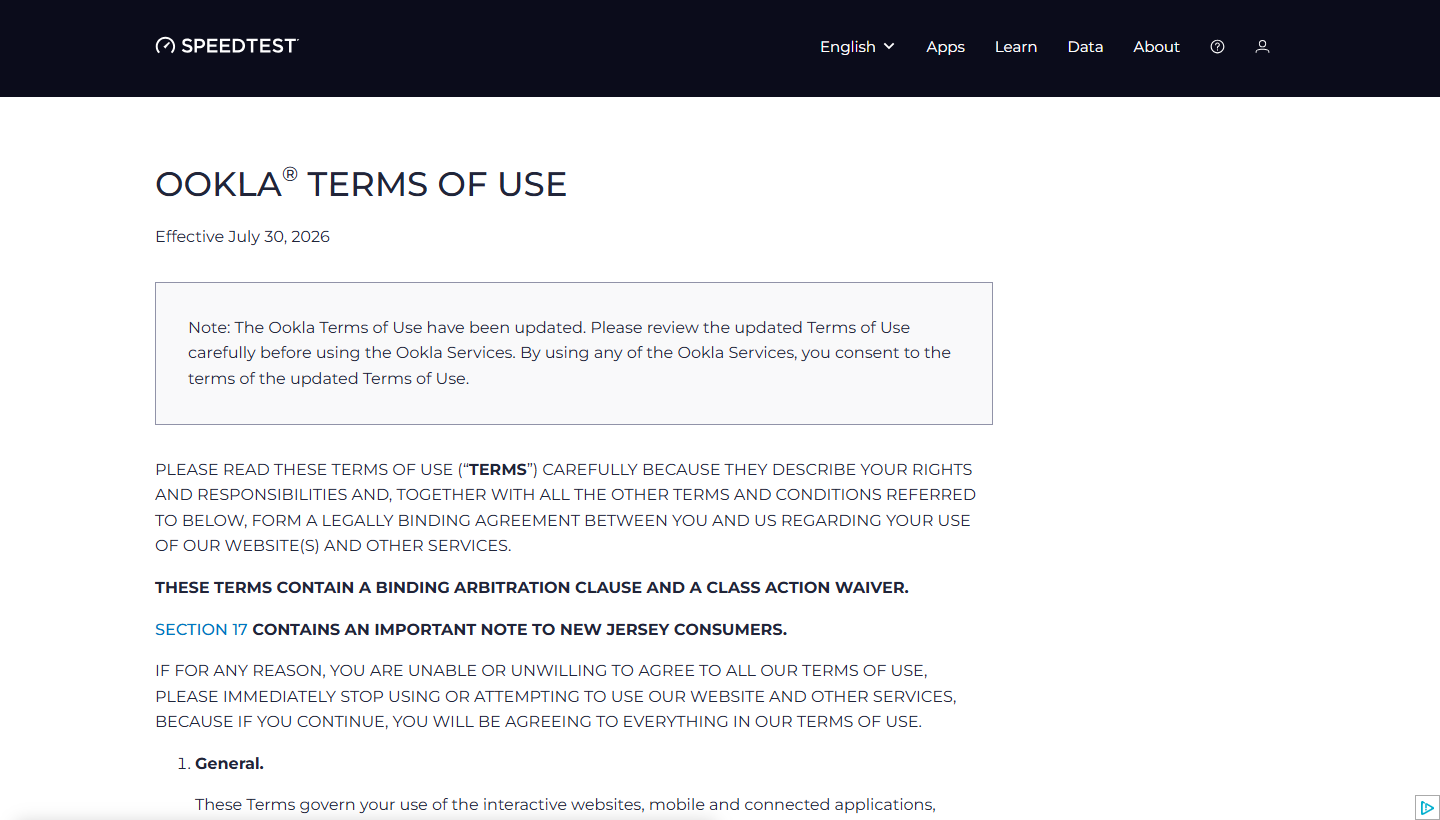 SPEEDTEST
English Apps Learn Data About
OOKLA® TERMS OF USE
Effective July 30, 2026
Note: The Ookla Terms of Use have been updated. Please review the updated Terms of Use
carefully before using the Ookla Services. By using any of the Ookla Services, you consent to the
terms of the updated Terms of Use.
PLEASE READ THESE TERMS OF USE (“TERMS”) CAREFULLY BECAUSE THEY DESCRIBE YOUR RIGHTS
AND RESPONSIBILITIES AND, TOGETHER WITH ALL THE OTHER TERMS AND CONDITIONS REFERRED
TO BELOW, FORM A LEGALLY BINDING AGREEMENT BETWEEN YOU AND US REGARDING YOUR USE
OF OUR WEBSITE(S) AND OTHER SERVICES.
THESE TERMS CONTAIN A BINDING ARBITRATION CLAUSE AND A CLASS ACTION WAIVER.
SECTION 17 CONTAINS AN IMPORTANT NOTE TO NEW JERSEY CONSUMERS.
IF FOR ANY REASON, YOU ARE UNABLE OR UNWILLING TO AGREE TO ALL OUR TERMS OF USE,
PLEASE IMMEDIATELY STOP USING OR ATTEMPTING TO USE OUR WEBSITE AND OTHER SERVICES,
BECAUSE IF YOU CONTINUE, YOU WILL BE AGREEING TO EVERYTHING IN OUR TERMS OF USE.
1. General.
These Terms govern your use of the interactive websites, mobile and connected applications,